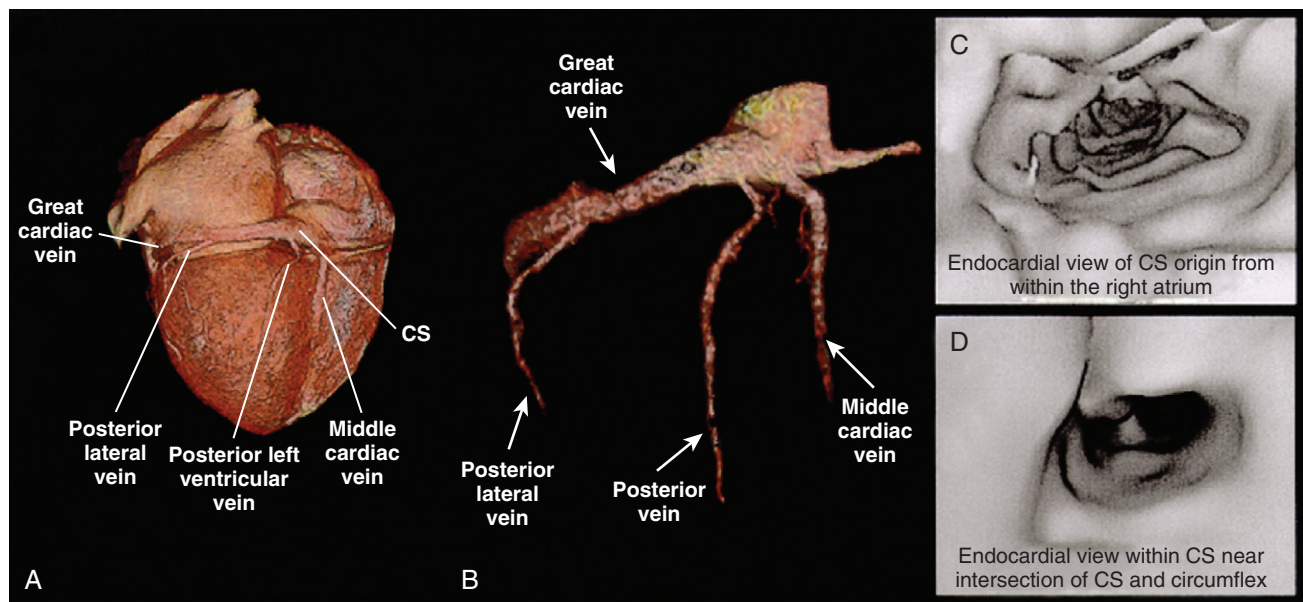 Great
cardiac
vein
CS
Posterior
lateral
vein
Posterior left
ventricular
vein
Middle
cardiac
vein
A
Great
cardiac
vein
Middle
cardiac
vein
Posterior
lateral
vein
Posterior
vein
B
C
Endocardial view of CS origin from
within the right atrium
D
Endocardial view within CS near
intersection of CS and circumflex